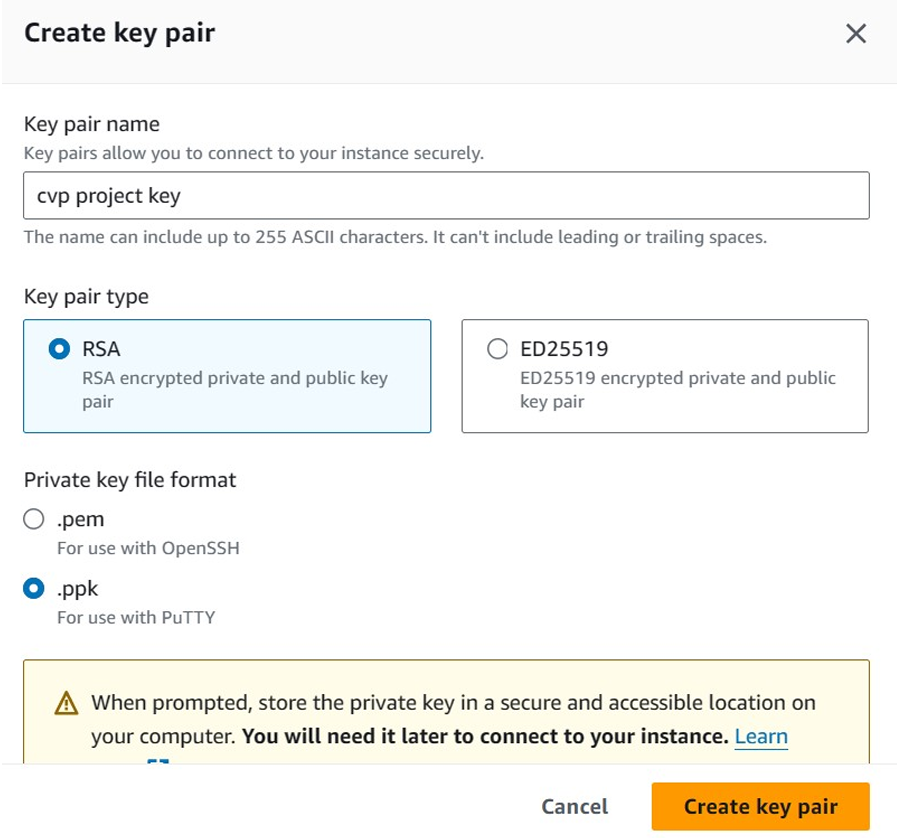 Create key pair
Key pair name
Key pairs allow you to connect to your instance securely.
cvp project key
The name can include up to 255 ASCII characters. It can't include leading or trailing spaces.
Key pair type
RSA
RSA encrypted private and public key
pair
ED25519
ED25519 encrypted private and public
key pair
Private key file format
.pem
For use with OpenSSH
.ppk
For use with PuTTY
When prompted, store the private key in a secure and accessible location on
your computer. You will need it later to connect to your instance. Learn
Cancel
Create key pair